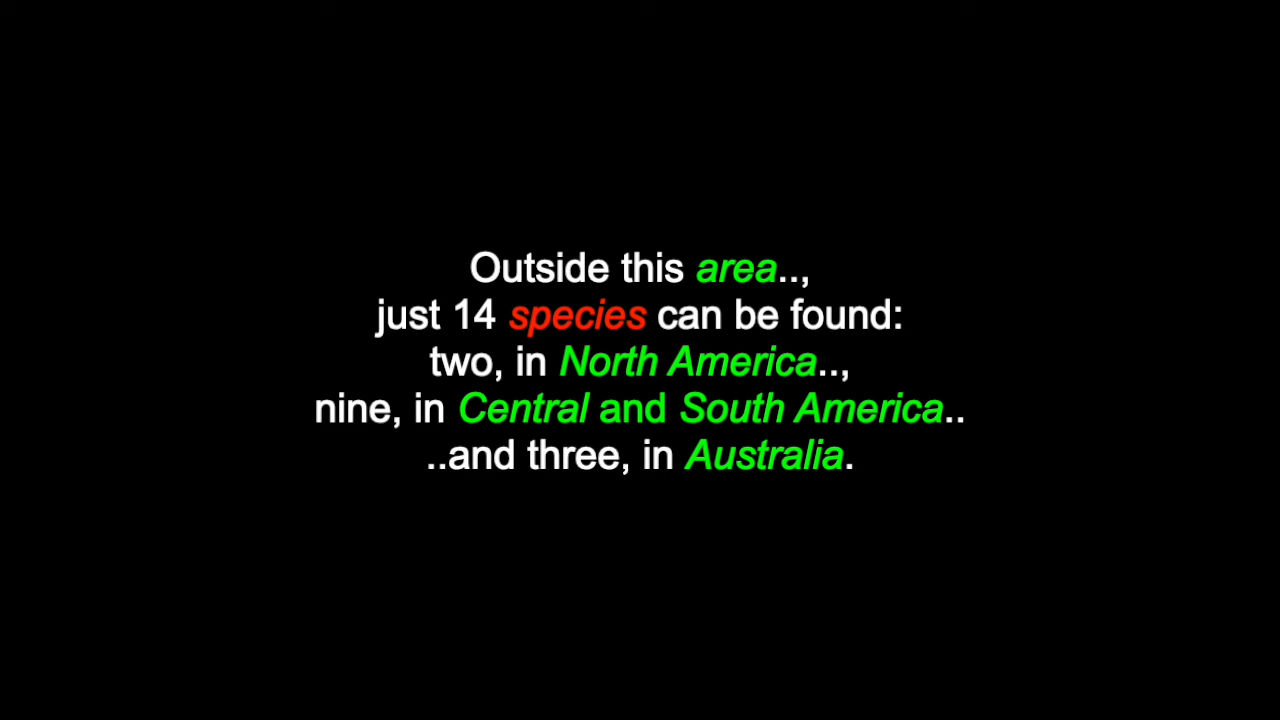 Outside this area..,
just 14 species can be found:
two, in North America..,
nine, in Central and South America..
..and three, in Australia.